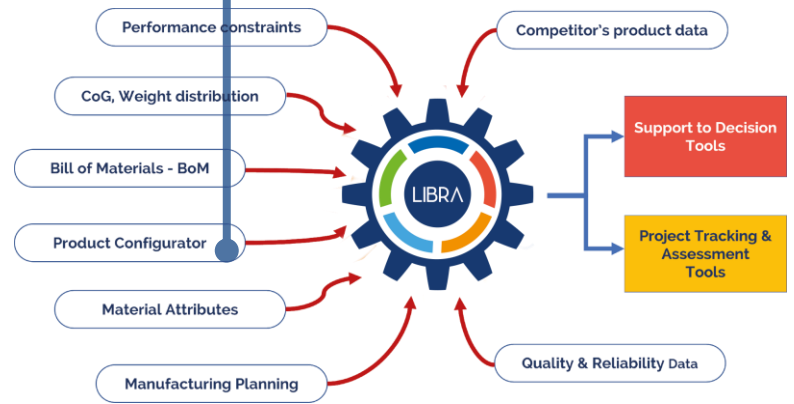 Performance constraints
Competitor's product data
CoG, Weight distribution
Bill of Materials - BoM
Product Configurator
Material Attributes
Manufacturing Planning
LIBRA
Quality & Reliability Data
Support to Decision
Tools
Project Tracking &
Assessment
Tools